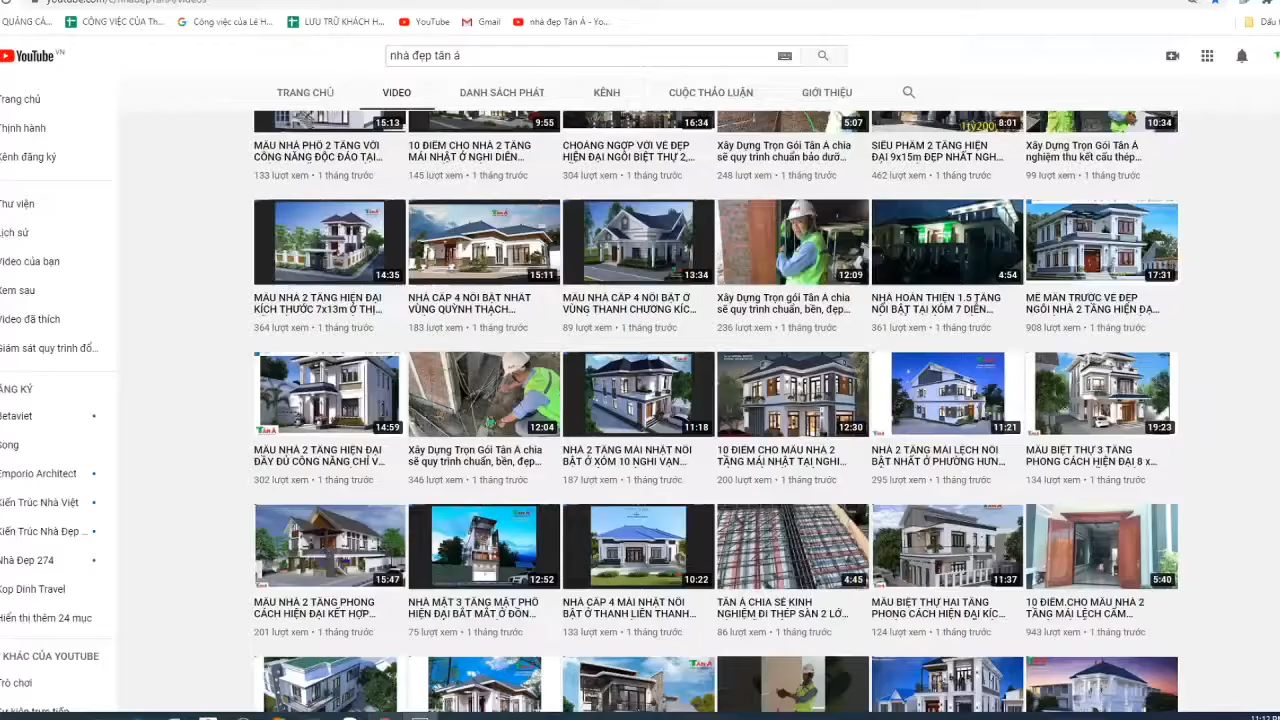 youtube.com/c/nhađẹpTânÁ/videos
QUẢNG CÁ...
CÔNG VIỆC CỦA Th...
Công việc của Lê H...
LƯU TRỮ KHÁCH H...
YouTube
Gmail
nhà đẹp Tân Á - Yo...
Dấu
YouTube VN
nhà đẹp tân á
TRANG CHỦ
VIDEO
DANH SÁCH PHÁT
KÊNH
CUỘC THẢO LUẬN
GIỚI THIỆU
Trang chủ
Thịnh hành
Kênh đăng ký
Thư viện
Lịch sử
Video của bạn
Xem sau
Video đã thích
Giám sát quy trình đổ...
ĐĂNG KÝ
Betaviet
Song
Emporio Architect
Kiến Trúc Nhà Việt
Kiến Trúc Nhà Đẹp ...
Nhà Đẹp 274
Kop Dinh Travel
Hiển thị thêm 24 mục
KHÁC CỦA YOUTUBE
Trò chơi
Sự kiện trực tiếp
15:13
9:55
16:34
5:07
1tỷ200
8:01
10:34
MẪU NHÀ PHỐ 2 TẦNG VỚI
CÔNG NĂNG ĐỘC ĐÁO TẠI...
133 lượt xem • 1 tháng trước
10 ĐIỂM CHO NHÀ 2 TẦNG
MÁI NHẬT Ở NGHI DIÊN...
145 lượt xem • 1 tháng trước
CHOÁNG NGỢP VỚI VẺ ĐẸP
HIỆN ĐẠI NGÔI BIỆT THỰ 2,...
304 lượt xem • 1 tháng trước
Xây Dựng Trọn Gói Tân Á chia
sẽ quy trình chuẩn bảo dưỡ...
248 lượt xem • 1 tháng trước
SIÊU PHẨM 2 TẦNG HIỆN
ĐẠI 9x15m ĐẸP NHẤT NGH...
462 lượt xem • 1 tháng trước
Xây Dựng Trọn Gói Tân Á
nghiệm thu kết cấu thép...
99 lượt xem • 1 tháng trước
14:35
15:11
13:34
12:09
4:54
17:31
MẪU NHÀ 2 TẦNG HIỆN ĐẠI
KÍCH THƯỚC 7x13m Ở THỊ...
364 lượt xem • 1 tháng trước
NHÀ CẤP 4 NỔI BẬT NHẤT
VÙNG QUỲNH THẠCH...
183 lượt xem • 1 tháng trước
MẪU NHÀ CẤP 4 NỔI BẬT Ở
VÙNG THANH CHƯƠNG KÍC...
89 lượt xem • 1 tháng trước
Xây Dựng Trọn gói Tân Á chia
sẽ quy trình chuẩn, bền, đẹp...
236 lượt xem • 1 tháng trước
NHÀ HOÀN THIỆN 1.5 TẦNG
NỔI BẬT TẠI XÓM 7 DIỄN...
361 lượt xem • 1 tháng trước
MÊ MẨN TRƯỚC VẺ ĐẸP
NGÔI NHÀ 2 TẦNG HIỆN ĐẠ...
908 lượt xem • 1 tháng trước
14:59
12:04
11:18
12:30
11:21
19:23
MẪU NHÀ 2 TẦNG HIỆN ĐẠI
ĐẦY ĐỦ CÔNG NĂNG CHỈ V...
302 lượt xem • 1 tháng trước
Xây Dựng Trọn Gói Tân Á chia
sẽ quy trình chuẩn, bền, đẹp...
346 lượt xem • 1 tháng trước
NHÀ 2 TẦNG MÁI NHẬT NỔI
BẬT Ở XÓM 10 NGHI VẠN...
187 lượt xem • 1 tháng trước
10 ĐIỂM CHO MẪU NHÀ 2
TẦNG MÁI NHẬT TẠI NGHI...
200 lượt xem • 1 tháng trước
NHÀ 2 TẦNG MÁI LỆCH NỔI
BẬT NHẤT Ở PHƯỜNG HƯN...
295 lượt xem • 1 tháng trước
MẪU BIỆT THỰ 3 TẦNG
PHONG CÁCH HIỆN ĐẠI 8 x...
134 lượt xem • 1 tháng trước
15:47
12:52
10:22
4:45
11:37
5:40
MẪU NHÀ 2 TẦNG PHONG
CÁCH HIỆN ĐẠI KẾT HỢP...
201 lượt xem • 1 tháng trước
NHÀ MẶT 3 TẦNG MẶT PHỐ
HIỆN ĐẠI BẮT MẮT Ở ĐÔN...
75 lượt xem • 1 tháng trước
NHÀ CẤP 4 MÁI NHẬT NỔI
BẬT Ở THANH LIÊN THANH...
133 lượt xem • 1 tháng trước
TÂN Á CHIA SẺ KINH
NGHIỆM ĐI THÉP SÀN 2 LỚ...
86 lượt xem • 1 tháng trước
MẪU BIỆT THỰ HAI TẦNG
PHONG CÁCH HIỆN ĐẠI KÍC...
124 lượt xem • 1 tháng trước
10 ĐIỂM.CHO MẪU NHÀ 2
TẦNG MÁI LỆCH CẨM...
943 lượt xem • 1 tháng trước